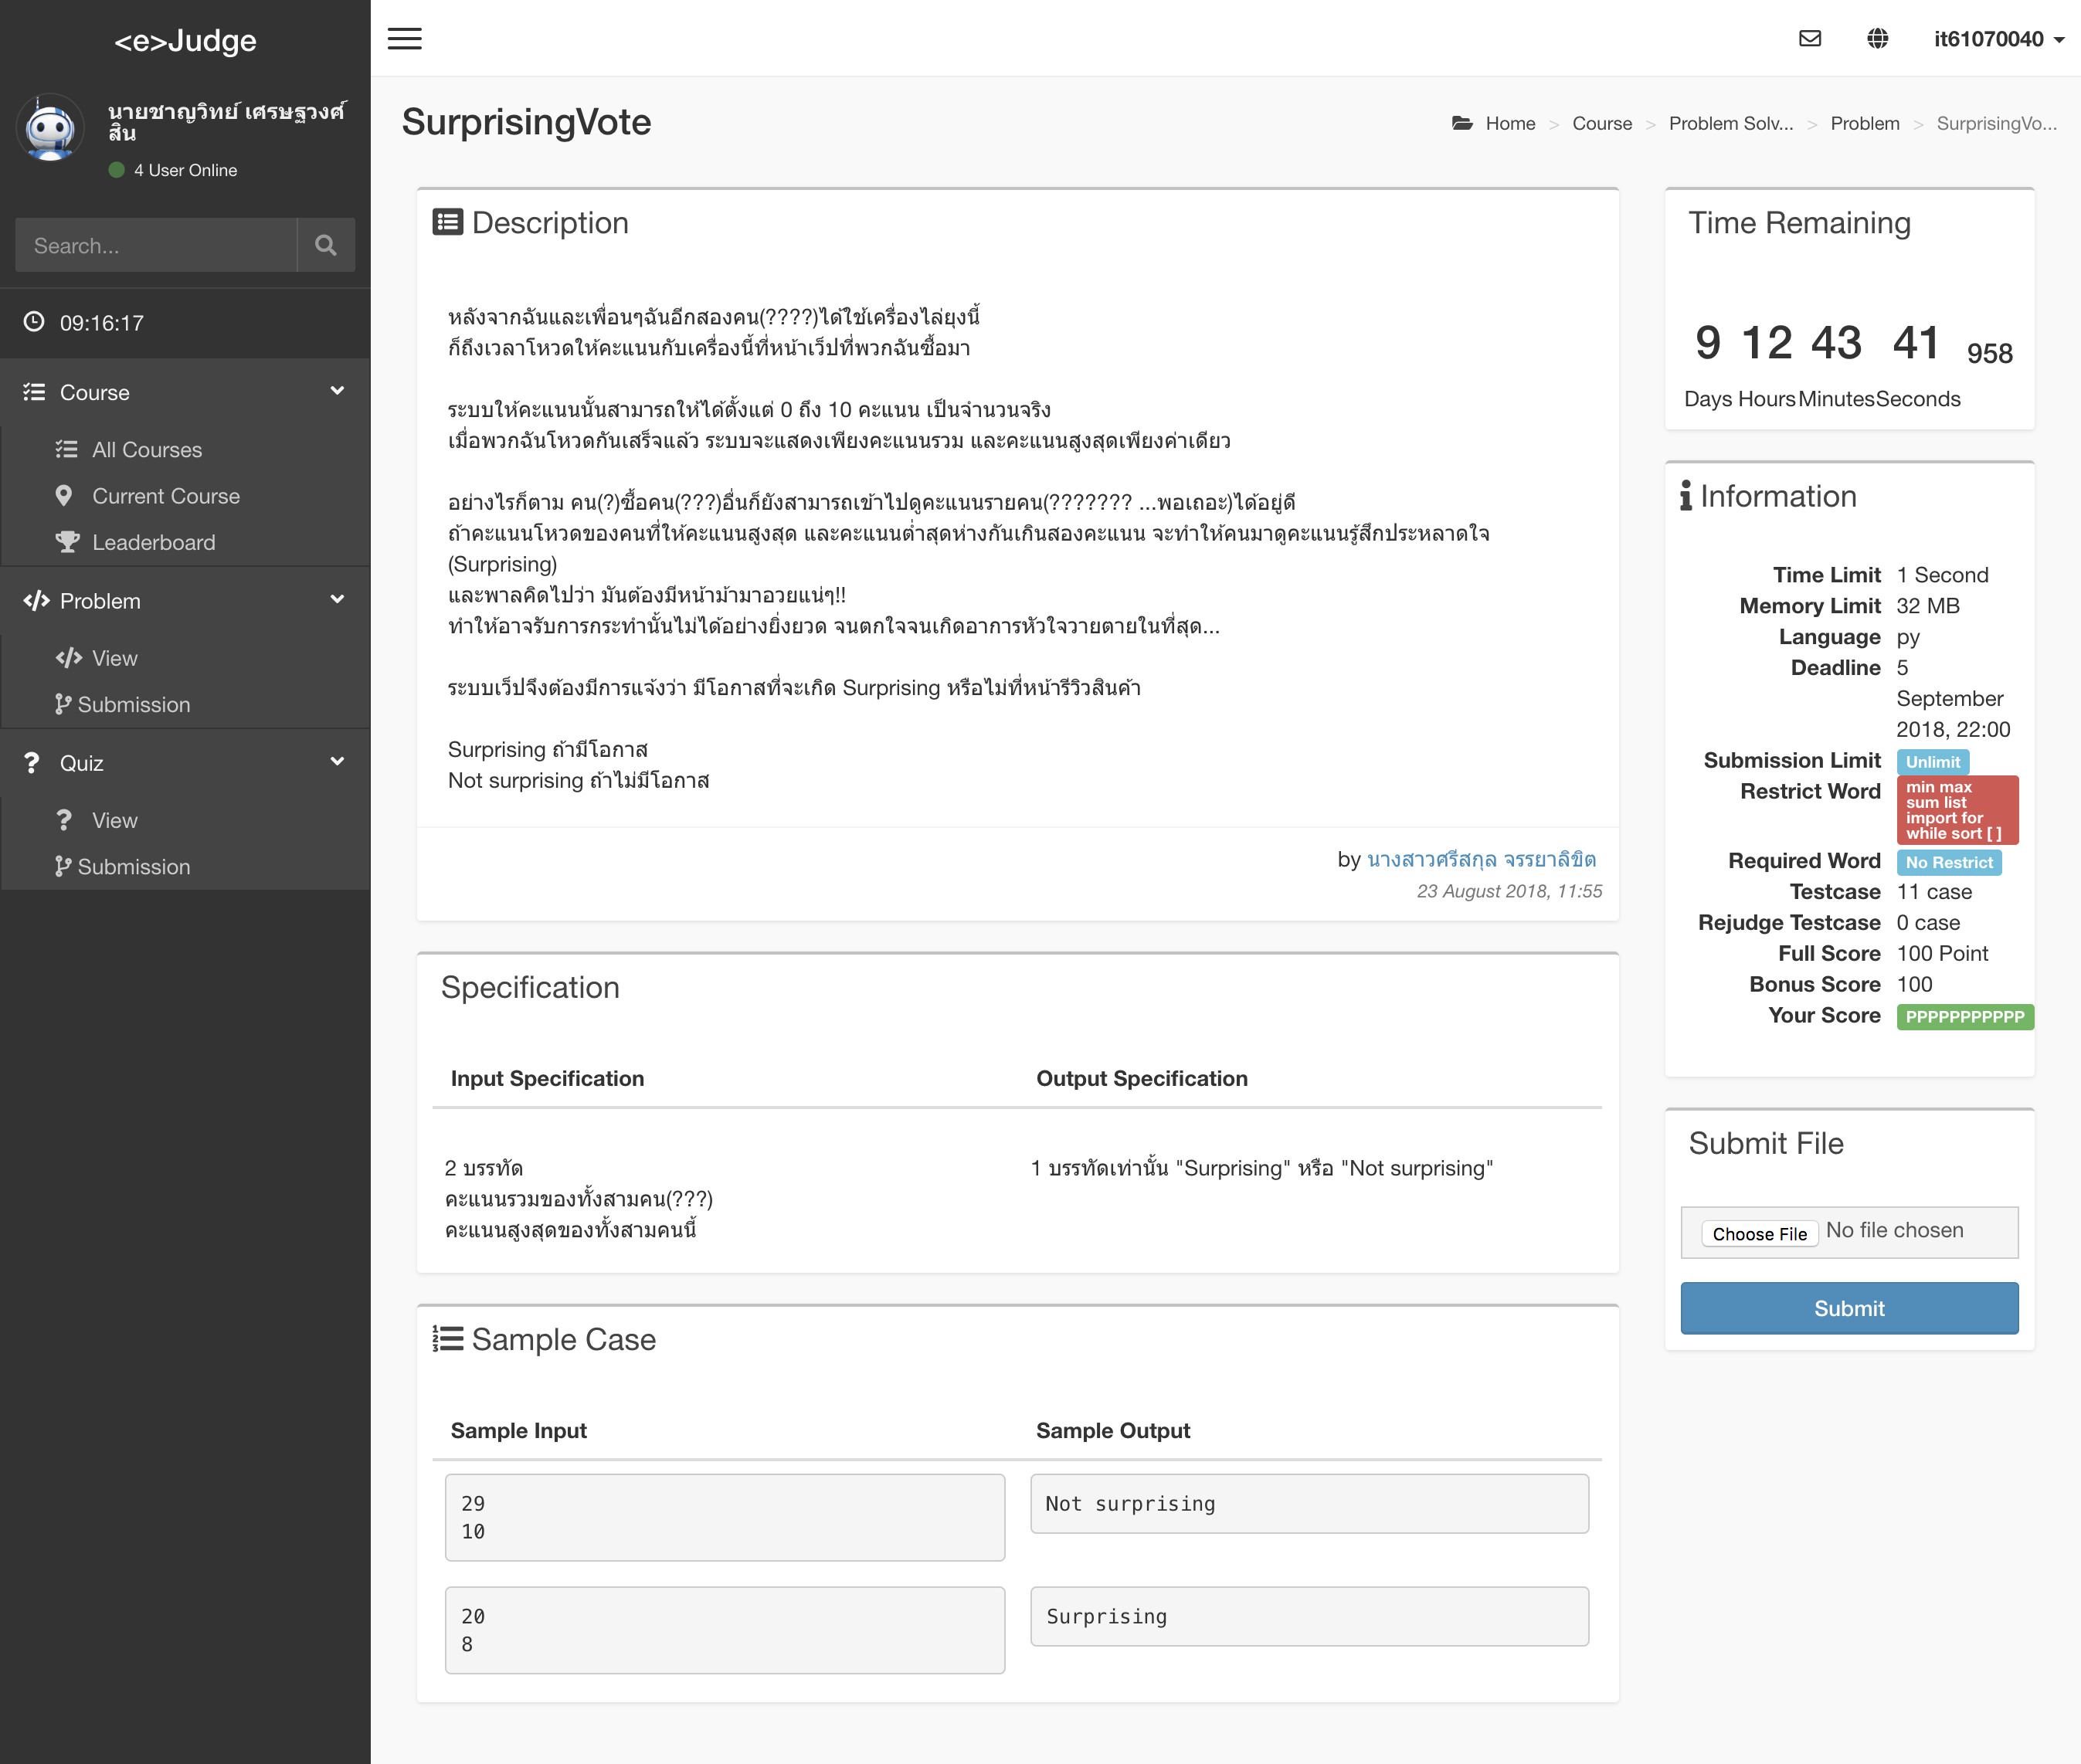 <e>Judge
it61070040
นายชาญวิทย์ เศรษฐวงศ์
สิน
4 User Online
Search...
09:16:17
Course
All Courses
Current Course
Leaderboard
Problem
View
Submission
Quiz
View
Submission
SurprisingVote
Home > Course > Problem Solv... > Problem > SurprisingVo...
Description
หลังจากฉันและเพื่อนๆฉันอีกสองคน(????)ได้ใช้เครื่องไล่ยุงนี้
ก็ถึงเวลาโหวดให้คะแนนกับเครื่องนี้ที่หน้าเว็ปที่พวกฉันซื้อมา
ระบบให้คะแนนนั้นสามารถให้ได้ตั้งแต่ 0 ถึง 10 คะแนน เป็นจำนวนจริง
เมื่อพวกฉันโหวดกันเสร็จแล้ว ระบบจะแสดงเพียงคะแนนรวม และคะแนนสูงสุดเพียงค่าเดียว
อย่างไรก็ตาม คน(?)ซื้อคน(???)อื่นก็ยังสามารถเข้าไปดูคะแนนรายคน(??????? ...พอเถอะ)ได้อยู่ดี
ถ้าคะแนนโหวดของคนที่ให้คะแนนสูงสุด และคะแนนต่ำสุดห่างกันเกินสองคะแนน จะทำให้คนมาดูคะแนนรู้สึกประหลาดใจ
(Surprising)
และพาลคิดไปว่า มันต้องมีหน้าม้ามาอวยแน่ๆ!!
ทำให้อาจรับการกระทำนั้นไม่ได้อย่างยิ่งยวด จนตกใจจนเกิดอาการหัวใจวายตายในที่สุด...
ระบบเว็ปจึงต้องมีการแจ้งว่า มีโอกาสที่จะเกิด Surprising หรือไม่ที่หน้ารีวิวสินค้า
Surprising ถ้ามีโอกาส
Not surprising ถ้าไม่มีโอกาส
by นางสาวศรีสกุล จรรยาลิขิต
23 August 2018, 11:55
Specification
Input Specification
Output Specification
2 บรรทัด
คะแนนรวมของทั้งสามคน(???)
คะแนนสูงสุดของทั้งสามคนนี้
1 บรรทัดเท่านั้น "Surprising" หรือ "Not surprising"
Sample Case
Sample Input
Sample Output
29
10
Not surprising
20
8
Surprising
Time Remaining
9 12 43 41 958
Days Hours Minutes Seconds
Information
Time Limit 1 Second
Memory Limit 32 MB
Language py
Deadline 5
September
2018, 22:00
Submission Limit Unlimit
Restrict Word min max
sum list
import for
while sort [ ]
Required Word No Restrict
Testcase 11 case
Rejudge Testcase 0 case
Full Score 100 Point
Bonus Score 100
Your Score PPPPPPPPPPP
Submit File
Choose File No file chosen
Submit